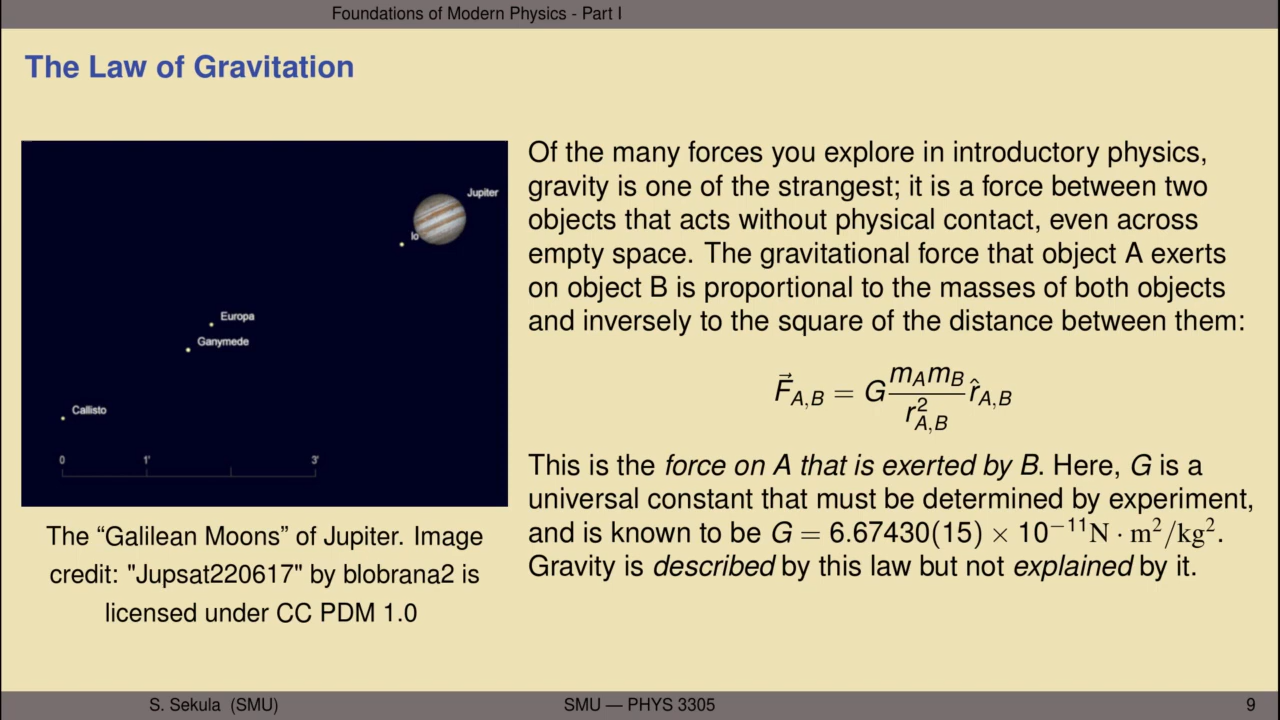 Foundations of Modern Physics - Part I
The Law of Gravitation
Jupiter
Io
Europa
Ganymede
Callisto
0 1' 3'
The “Galilean Moons” of Jupiter. Image
credit: "Jupsat220617" by blobrana2 is
licensed under CC PDM 1.0
Of the many forces you explore in introductory physics,
gravity is one of the strangest; it is a force between two
objects that acts without physical contact, even across
empty space. The gravitational force that object A exerts
on object B is proportional to the masses of both objects
and inversely to the square of the distance between them:
$\vec{F}_{A,B} = G\frac{m_A m_B}{r_{A,B}^2}\hat{r}_{A,B}$
This is the force on A that is exerted by B. Here, G is a
universal constant that must be determined by experiment,
and is known to be G = 6.67430(15) × 10⁻¹¹N · m²/kg².
Gravity is described by this law but not explained by it.
S. Sekula (SMU) SMU — PHYS 3305 9